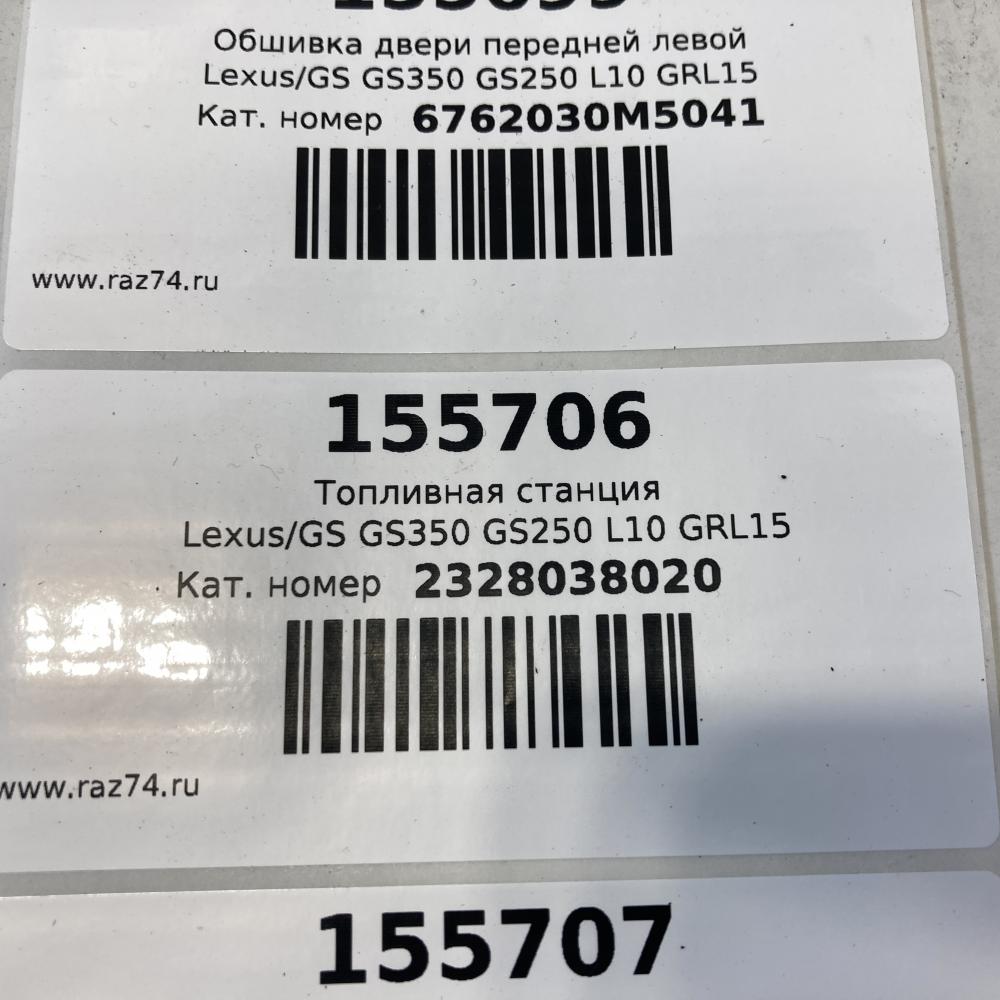 Обшивка двери передней левой
Lexus/GS GS350 GS250 L10 GRL15
Кат. номер 6762030M5041
www.raz74.ru
155706
Топливная станция
Lexus/GS GS350 GS250 L10 GRL15
Кат. номер 2328038020
www.raz74.ru
155707